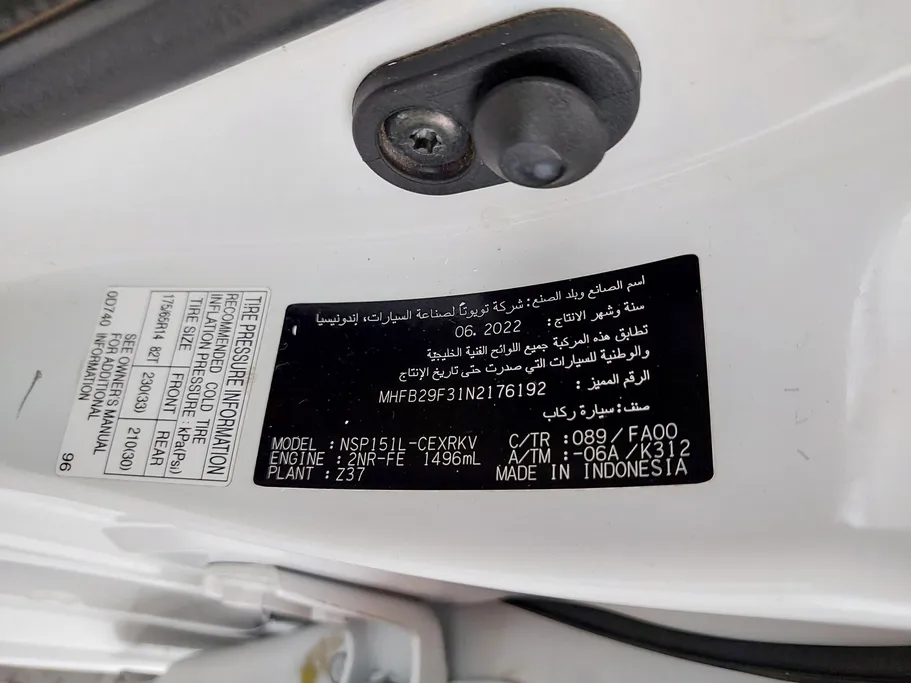 TIRE PRESSURE INFORMATION
RECOMMENDED COLD TIRE
INFLATION PRESSURE : kPa(Psi)
TIRE SIZE FRONT REAR
175/65R14 82T 230(33) 210(30)
SEE OWNER'S MANUAL
FOR ADDITIONAL
0D740 INFORMATION 96
اسم الصانع وبلد الصنع: شركة تويوتا لصناعة السيارات، إندونيسيا
سنة وشهر الانتاج: 06. 2022
تطابق هذه المركبة جميع اللوائح الفنية الخليجية
والوطنية للسيارات التي صدرت حتى تاريخ الإنتاج
الرقم المميز : MHFB29F31N2176192
صنف: سيارة ركاب
MODEL : NSP151L-CEXRKV C/TR : 089/FA00
ENGINE : 2NR-FE 1496mL A/TM : -06A/K312
PLANT : Z37 MADE IN INDONESIA